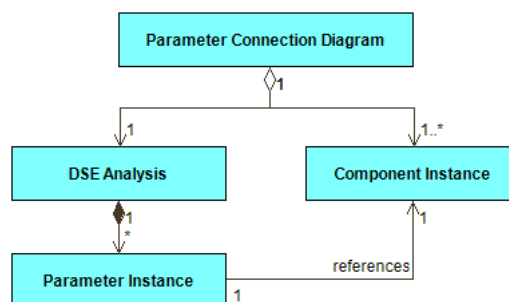 Parameter Connection Diagram
1
1
1..*
DSE Analysis
Component Instance
1
1
*
references
Parameter Instance
1